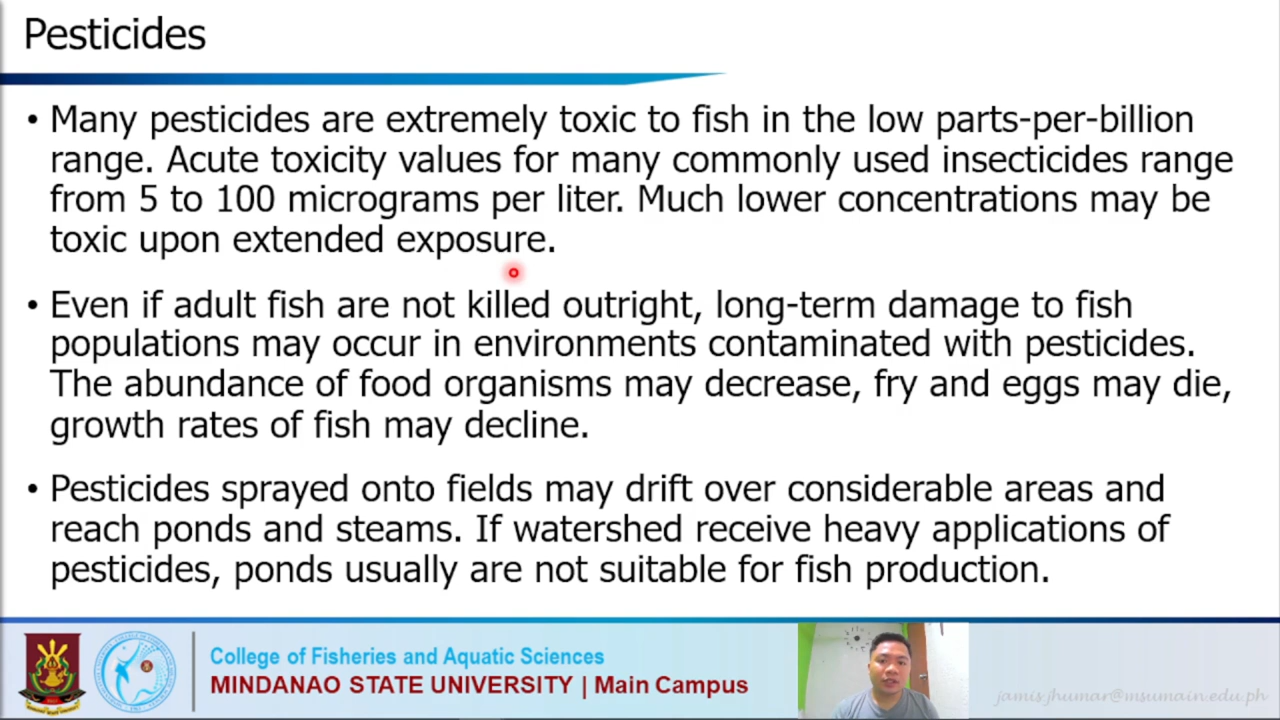 Pesticides
• Many pesticides are extremely toxic to fish in the low parts-per-billion
range. Acute toxicity values for many commonly used insecticides range
from 5 to 100 micrograms per liter. Much lower concentrations may be
toxic upon extended exposure.
• Even if adult fish are not killed outright, long-term damage to fish
populations may occur in environments contaminated with pesticides.
The abundance of food organisms may decrease, fry and eggs may die,
growth rates of fish may decline.
• Pesticides sprayed onto fields may drift over considerable areas and
reach ponds and steams. If watershed receive heavy applications of
pesticides, ponds usually are not suitable for fish production.
College of Fisheries and Aquatic Sciences
MINDANAO STATE UNIVERSITY | Main Campus
jamis.jhumar@msumain.edu.ph